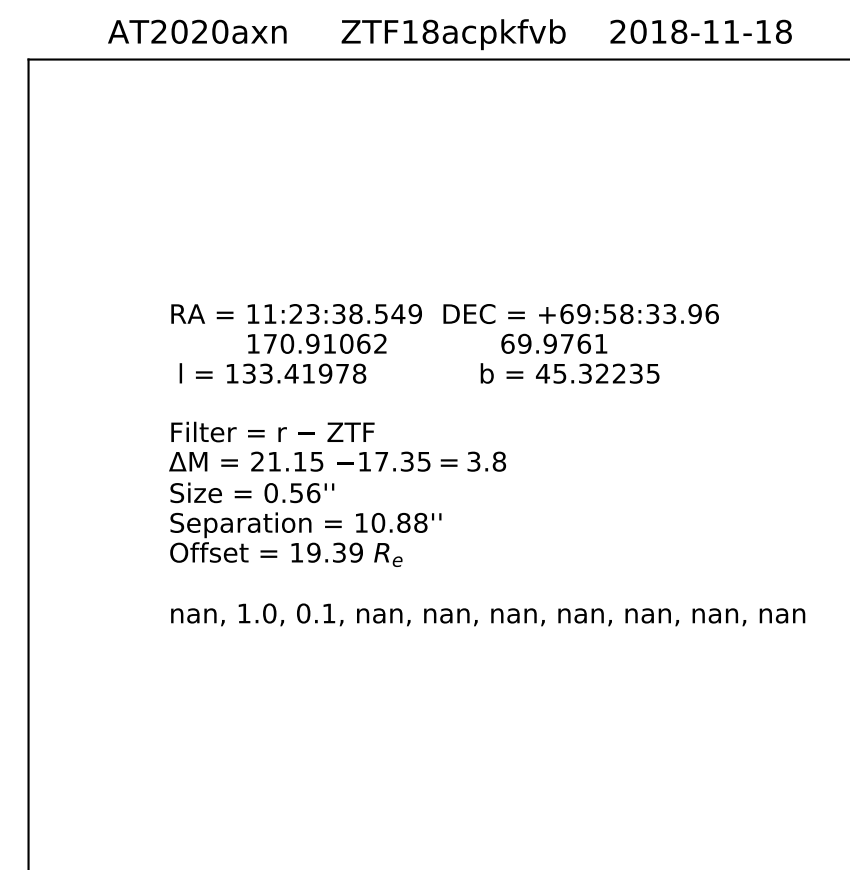 AT2020axn ZTF18acpkfvb 2018-11-18
RA = 11:23:38.549 DEC = +69:58:33.96
170.91062 69.9761
l = 133.41978 b = 45.32235
Filter = r − ZTF
ΔM = 21.15 −17.35 = 3.8
Size = 0.56''
Separation = 10.88''
Offset = 19.39 Re
nan, 1.0, 0.1, nan, nan, nan, nan, nan, nan, nan